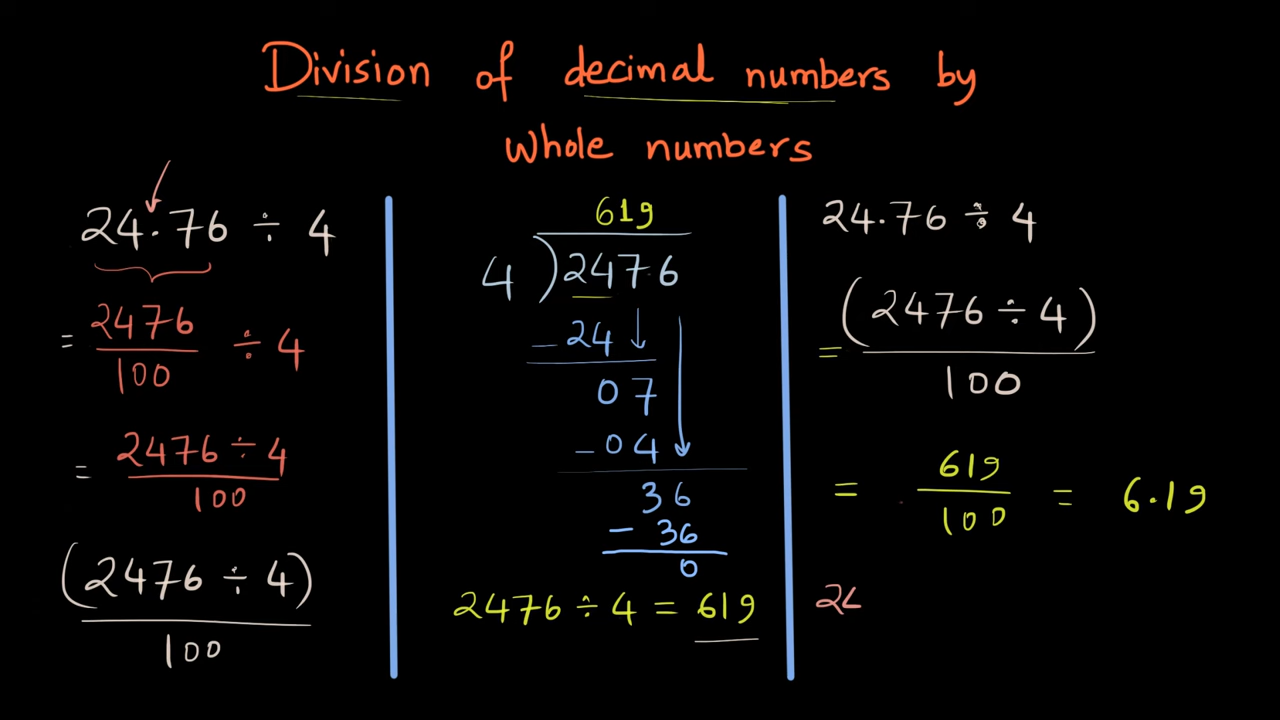 Division of decimal numbers by
Whole numbers
24.76 ÷ 4
= 2476/100 ÷ 4
= 2476 ÷ 4/100
(2476 ÷ 4)/100
619
4)2476
- 24
07
- 04
36
- 36
0
2476 ÷ 4 = 619
24.76 ÷ 4
= (2476 ÷ 4)/100
= 619/100 = 6.19
24